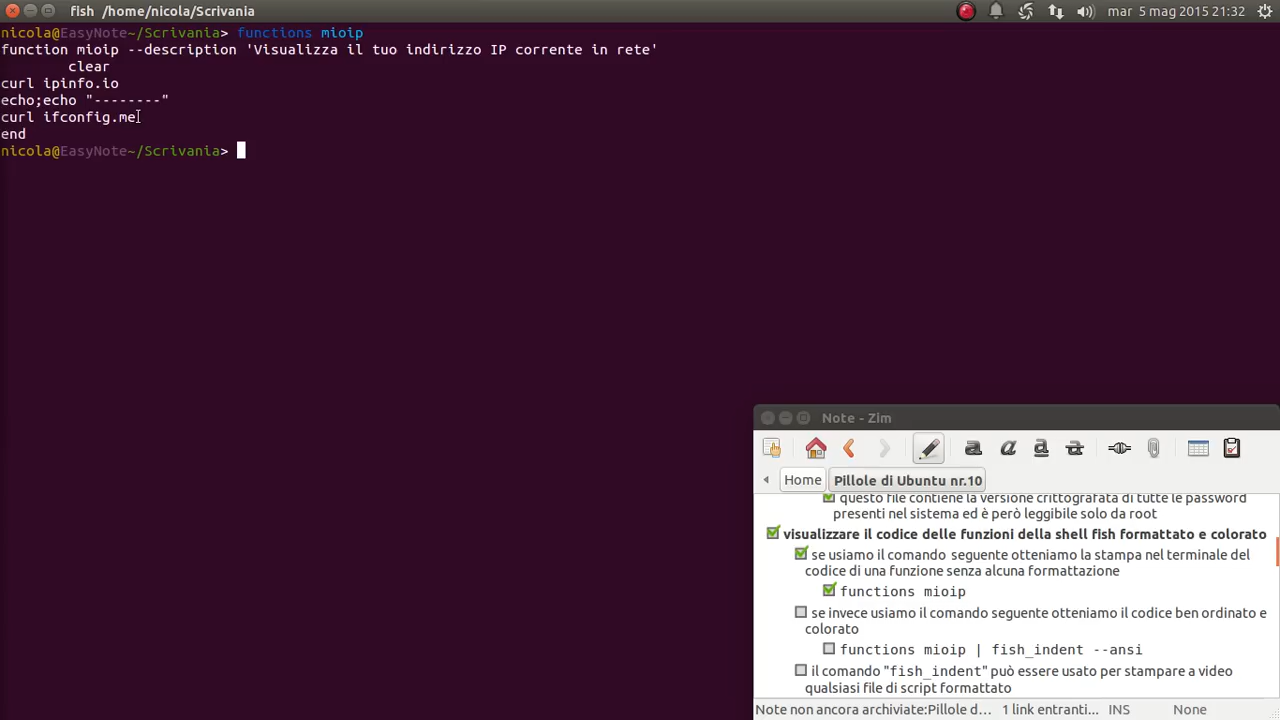 fish /home/nicola/Scrivania
mar 5 mag 2015 21:32
nicola@EasyNote~/Scrivania> functions mioip
function mioip --description 'Visualizza il tuo indirizzo IP corrente in rete'
clear
curl ipinfo.io
echo;echo "--------"
curl ifconfig.me
end
nicola@EasyNote~/Scrivania>
Note - Zim
Home
Pillole di Ubuntu nr.10
questo file contiene la versione crittografata di tutte le password
presenti nel sistema ed è però leggibile solo da root
visualizzare il codice delle funzioni della shell fish formattato e colorato
se usiamo il comando seguente otteniamo la stampa nel terminale del
codice di una funzione senza alcuna formattazione
functions mioip
se invece usiamo il comando seguente otteniamo il codice ben ordinato e
colorato
functions mioip | fish_indent --ansi
il comando "fish_indent" può essere usato per stampare a video
qualsiasi file di script formattato
Note non ancora archiviate:Pillole d... 1 link entranti... INS None